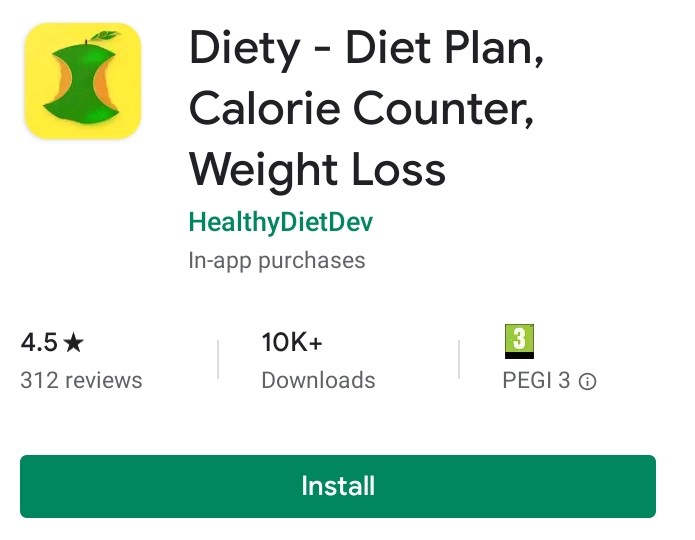 Diety - Diet Plan,
Calorie Counter,
Weight Loss
HealthyDietDev
In-app purchases
4.5★
312 reviews
10K+
Downloads
3
PEGI 3
Install